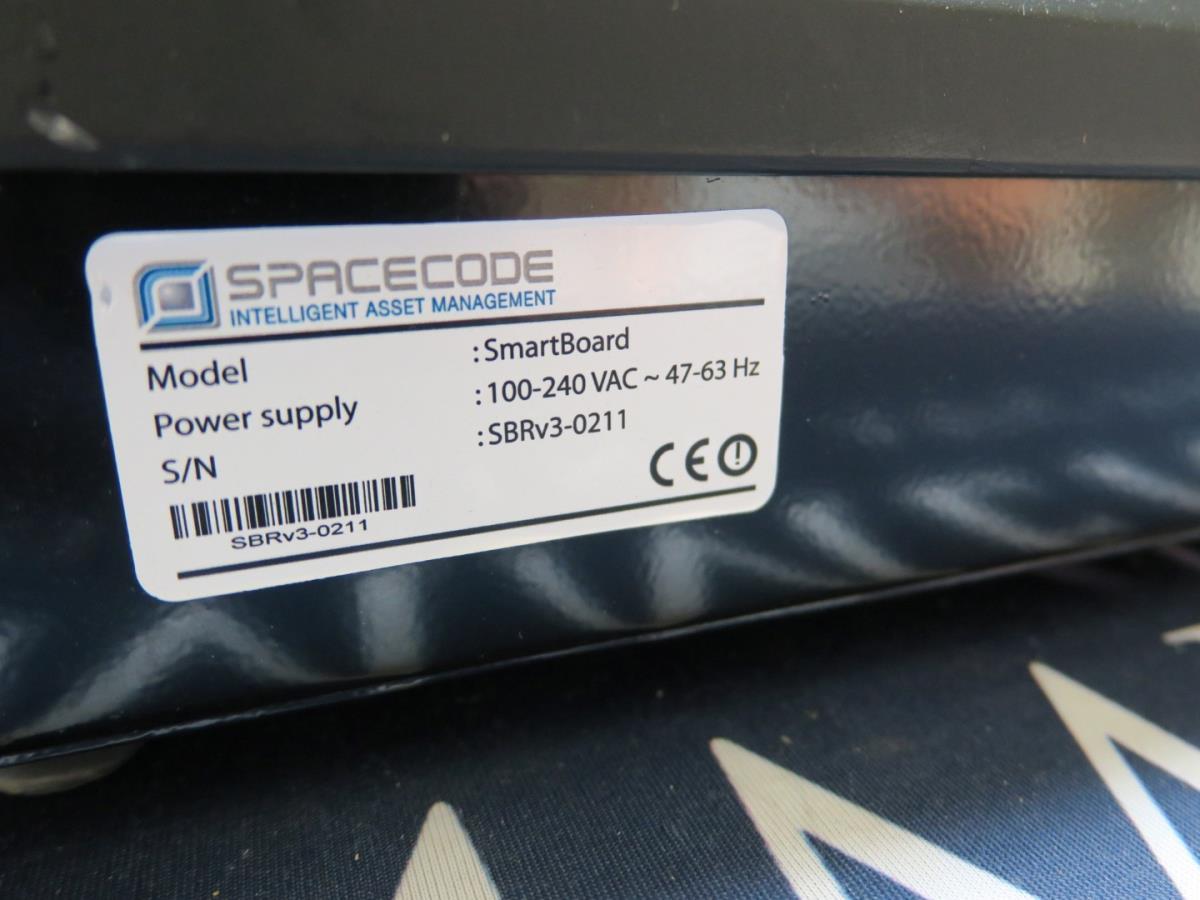 SPACECODE
INTELLIGENT ASSET MANAGEMENT
Model : SmartBoard
Power supply : 100-240 VAC ~ 47-63 Hz
S/N : SBRv3-0211
CE
SBRv3-0211